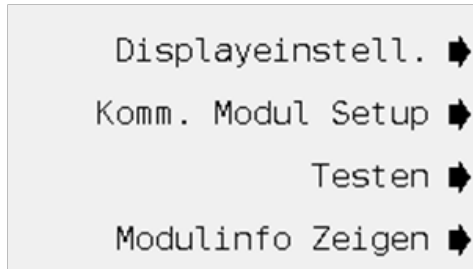 Displayeinstell.
Komm. Modul Setup
Testen
Modulinfo Zeigen